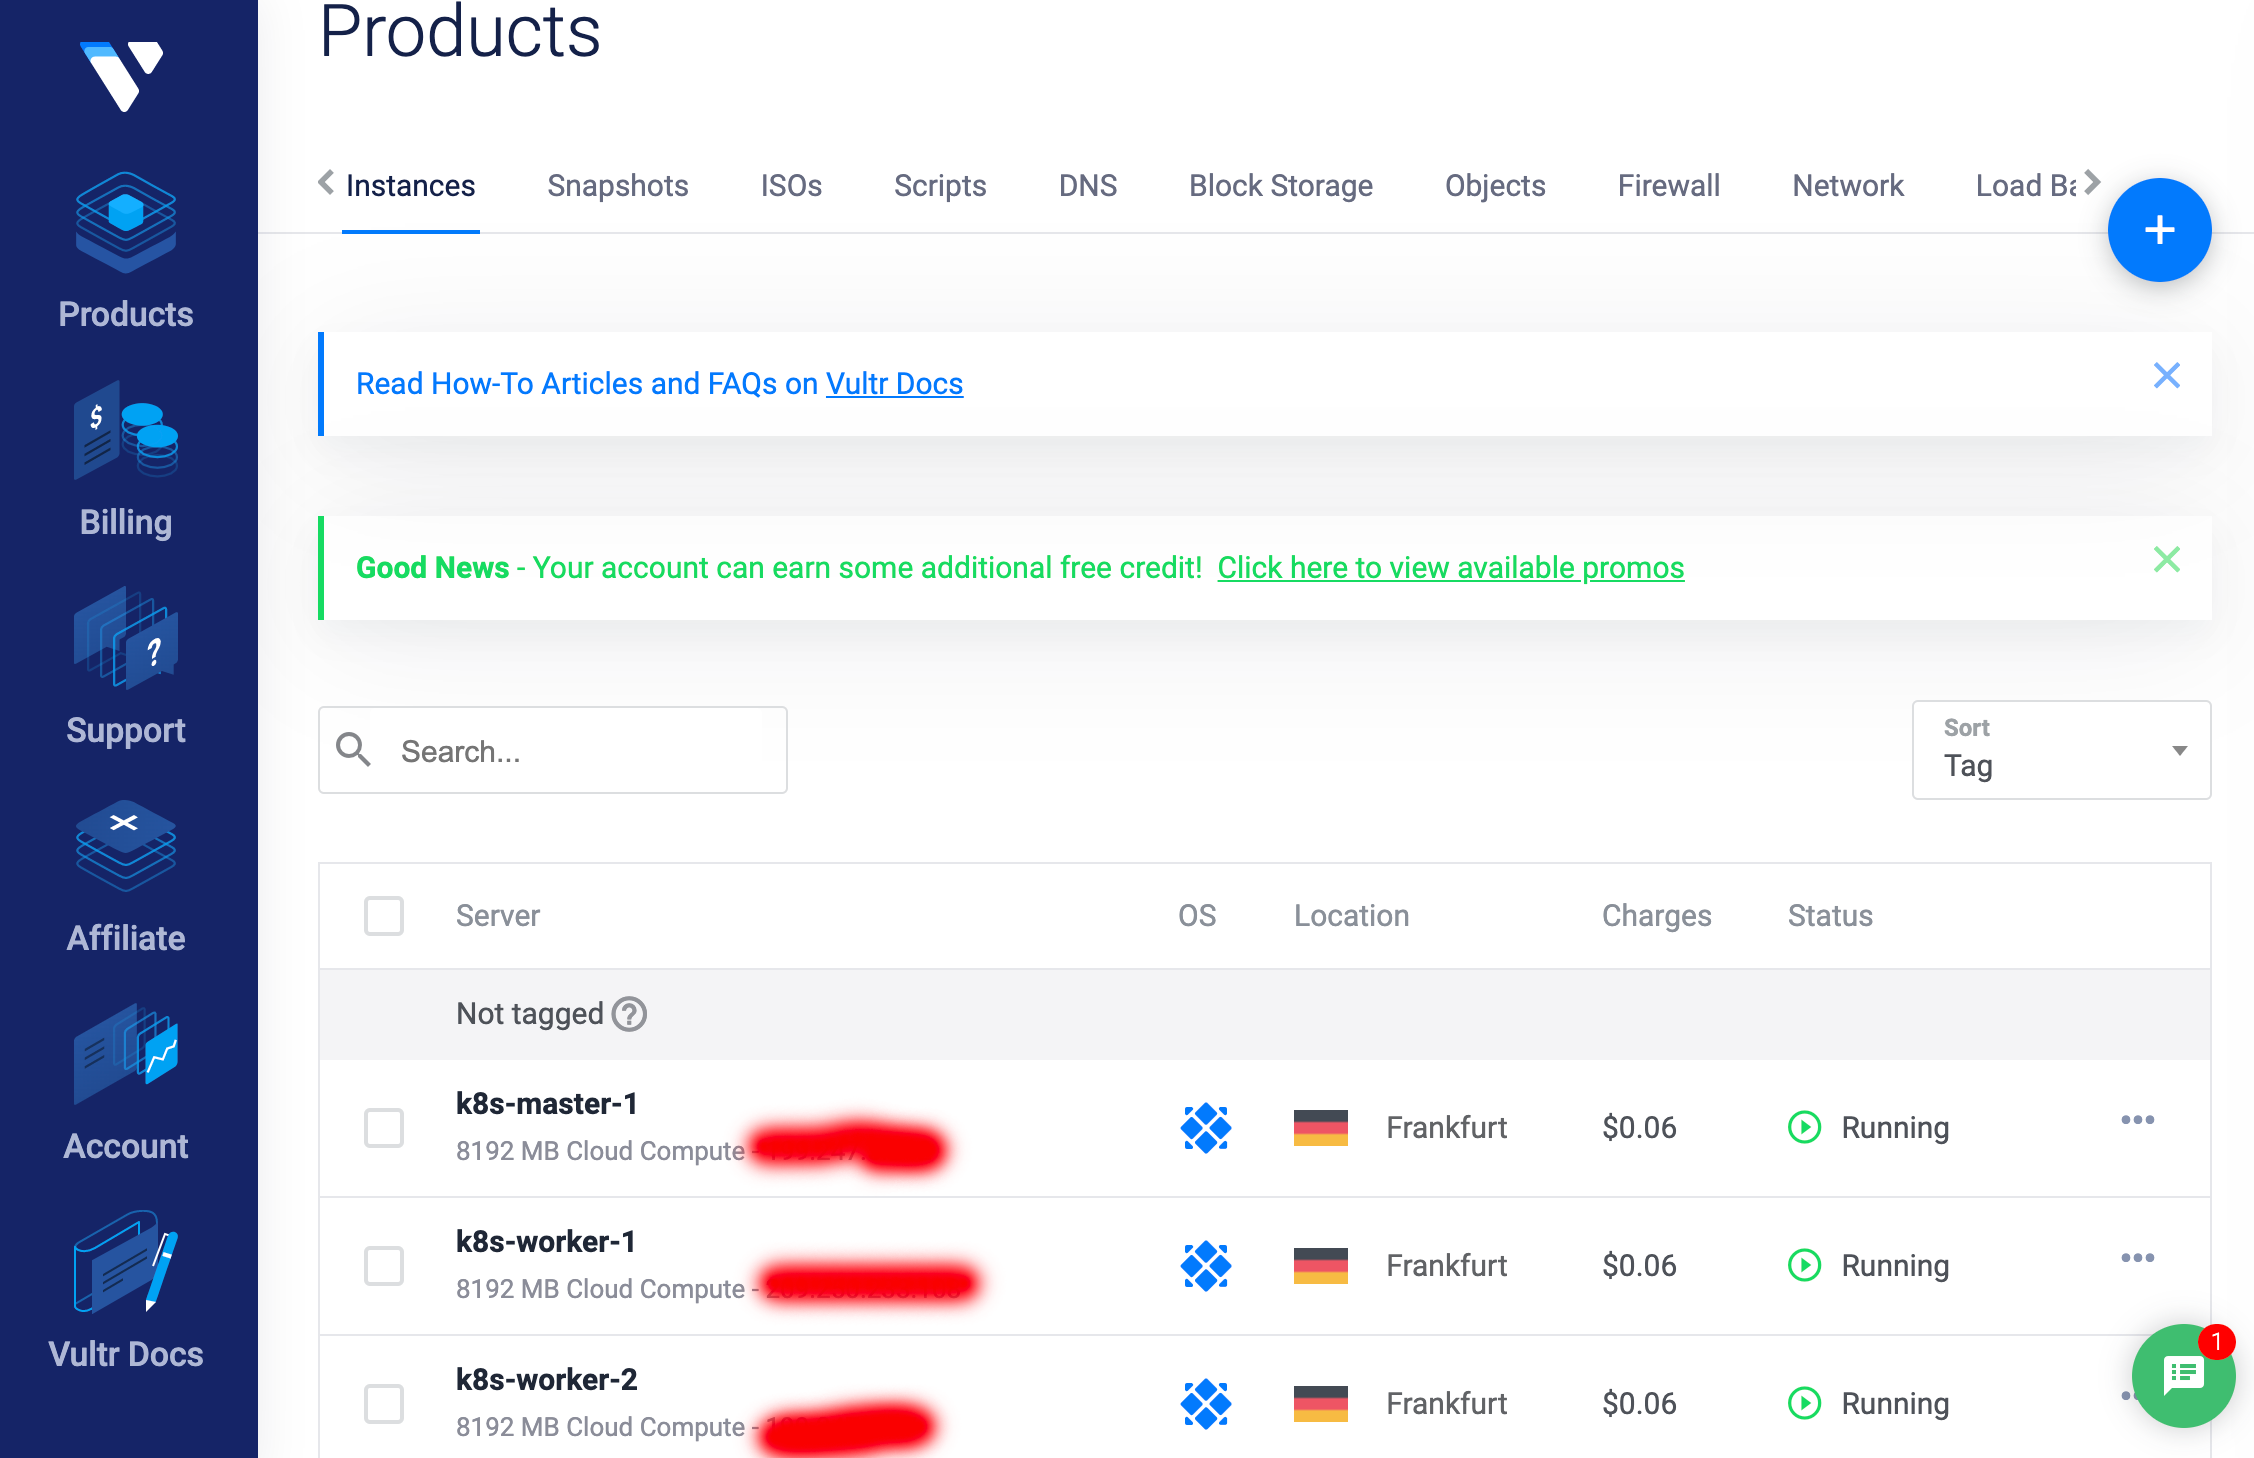 Products
Instances Snapshots ISOs Scripts DNS Block Storage Objects Firewall Network Load Ba
+
Products
Billing
Support
Affiliate
Account
Vultr Docs
Read How-To Articles and FAQs on Vultr Docs
Good News - Your account can earn some additional free credit! Click here to view available promos
Search...
Sort
Tag
Server OS Location Charges Status
Not tagged ?
k8s-master-1
8192 MB Cloud Compute -
Frankfurt $0.06 Running
k8s-worker-1
8192 MB Cloud Compute -
Frankfurt $0.06 Running
k8s-worker-2
8192 MB Cloud Compute -
Frankfurt $0.06 Running
1